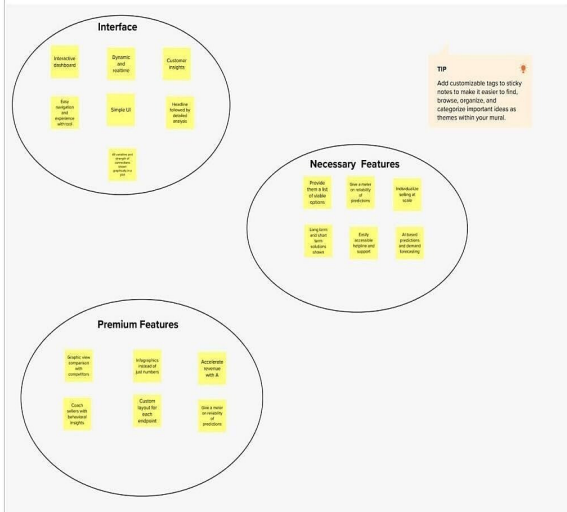 Interface
Interactive
dashboard
Dynamic
and
realtime
Customer
insights
Easy
navigation
and
experience
with tool
Simple UI
Headline
followed by
detailed
analysis
Necessary Features
Provide
them a list
of viable
options
Give a meter
on reliability
of
predictions
Individualize
selling at
scale
Long term
and short
term
solutions
shown
Easily
accessible
helpline and
support
AI based
predictions
and demand
forecasting
TIP
Add customizable tags to sticky
notes to make it easier to find,
browse, organize, and
categorize important ideas as
themes within your mural.
Premium Features
Graphic view
comparison
with
competitors
Infographics
instead of
just numbers
Accelerate
revenue
with A
Coach
sellers with
behavioral
insights
Custom
layout for
each
endpoint
Give a meter
on reliability
of
predictions